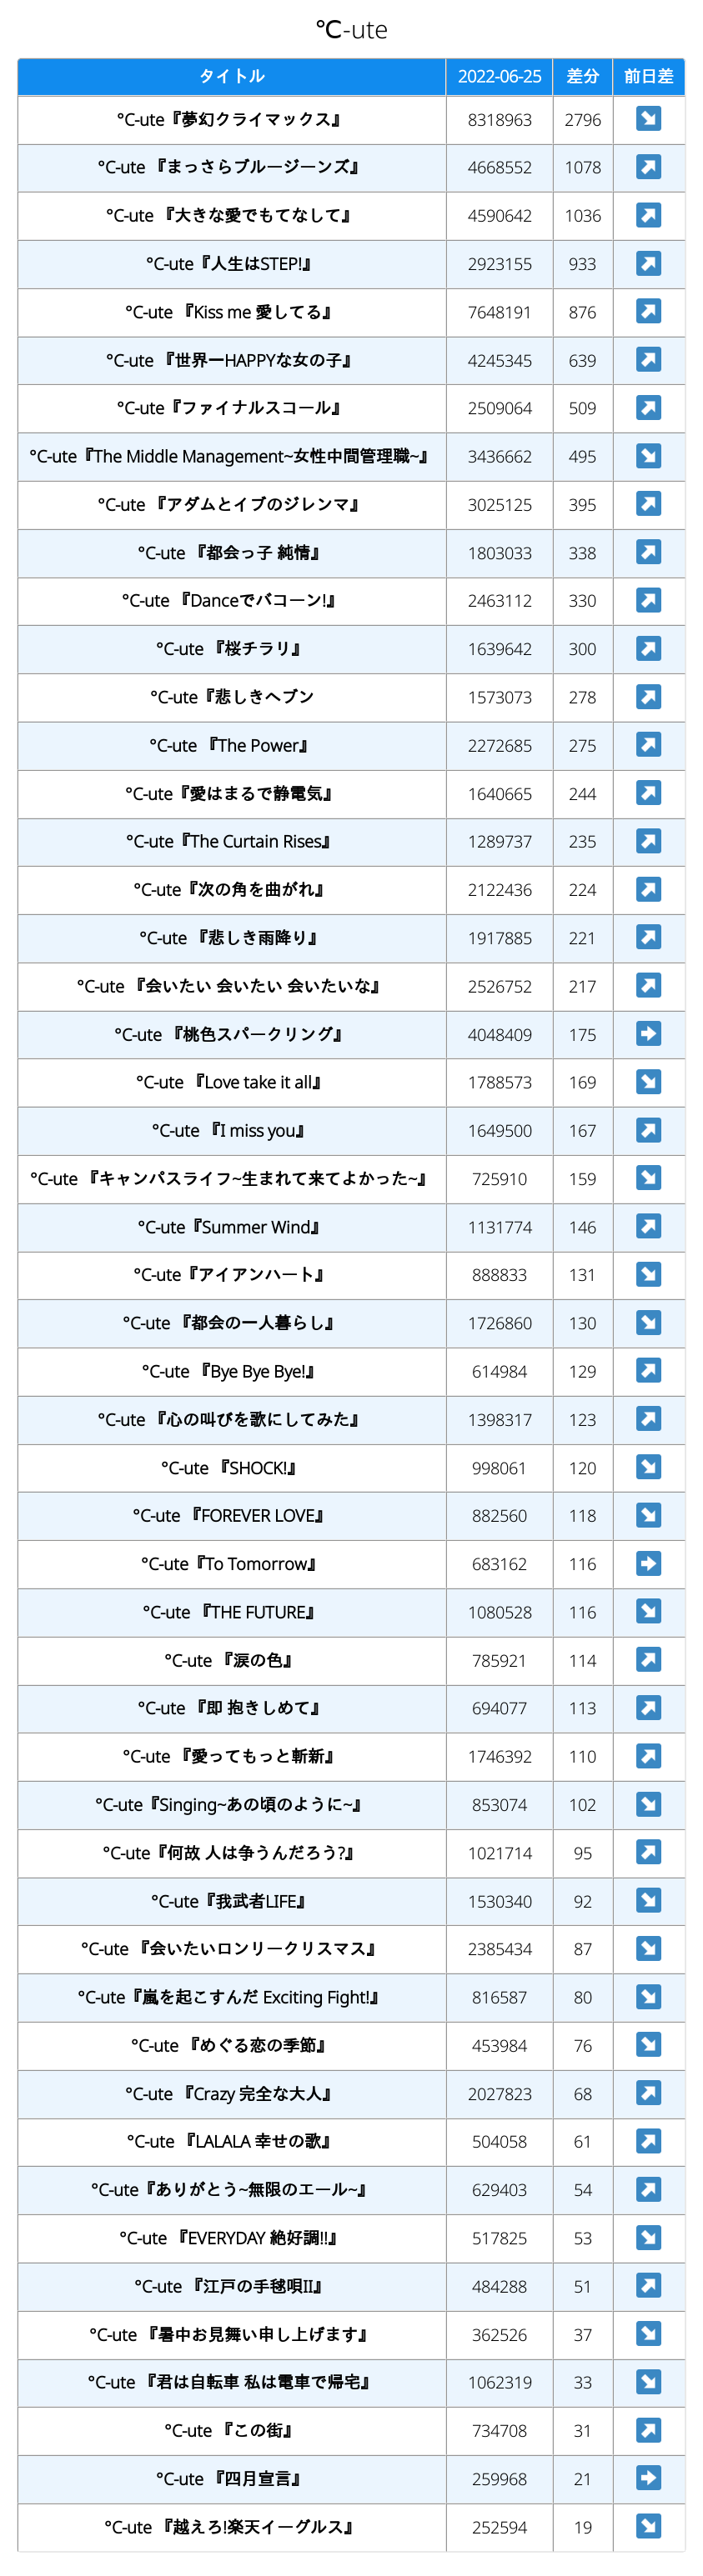 ℃-ute
タイトル 2022-06-25 差分 前日差
°C-ute『夢幻クライマックス』 8318963 2796 ↘
°C-ute 『まっさらブルージーンズ』 4668552 1078 ↗
°C-ute 『大きな愛でもてなして』 4590642 1036 ↗
°C-ute『人生はSTEP!』 2923155 933 ↗
°C-ute 『Kiss me 愛してる』 7648191 876 ↗
°C-ute 『世界一HAPPYな女の子』 4245345 639 ↗
°C-ute『ファイナルスコール』 2509064 509 ↗
°C-ute『The Middle Management~女性中間管理職~』 3436662 495 ↘
°C-ute 『アダムとイブのジレンマ』 3025125 395 ↗
°C-ute 『都会っ子 純情』 1803033 338 ↗
°C-ute 『Danceでバコーン!』 2463112 330 ↗
°C-ute 『桜チラリ』 1639642 300 ↗
°C-ute『悲しきヘブン 1573073 278 ↗
°C-ute 『The Power』 2272685 275 ↗
°C-ute『愛はまるで静電気』 1640665 244 ↗
°C-ute『The Curtain Rises』 1289737 235 ↗
°C-ute『次の角を曲がれ』 2122436 224 ↗
°C-ute 『悲しき雨降り』 1917885 221 ↗
°C-ute 『会いたい 会いたい 会いたいな』 2526752 217 ↗
°C-ute 『桃色スパークリング』 4048409 175 ➡
°C-ute 『Love take it all』 1788573 169 ↘
°C-ute 『I miss you』 1649500 167 ↗
°C-ute 『キャンパスライフ~生まれて来てよかった~』 725910 159 ↘
°C-ute『Summer Wind』 1131774 146 ↗
°C-ute『アイアンハート』 888833 131 ↘
°C-ute 『都会の一人暮らし』 1726860 130 ↘
°C-ute 『Bye Bye Bye!』 614984 129 ↗
°C-ute 『心の叫びを歌にしてみた』 1398317 123 ↗
°C-ute 『SHOCK!』 998061 120 ↘
°C-ute 『FOREVER LOVE』 882560 118 ↘
°C-ute『To Tomorrow』 683162 116 ➡
°C-ute 『THE FUTURE』 1080528 116 ↘
°C-ute 『涙の色』 785921 114 ↗
°C-ute 『即 抱きしめて』 694077 113 ↗
°C-ute 『愛ってもっと斬新』 1746392 110 ↗
°C-ute『Singing~あの頃のように~』 853074 102 ↘
°C-ute『何故 人は争うんだろう?』 1021714 95 ↗
°C-ute『我武者LIFE』 1530340 92 ↘
°C-ute 『会いたいロンリークリスマス』 2385434 87 ↘
°C-ute『嵐を起こすんだ Exciting Fight!』 816587 80 ↘
°C-ute 『めぐる恋の季節』 453984 76 ↘
°C-ute 『Crazy 完全な大人』 2027823 68 ↗
°C-ute 『LALALA 幸せの歌』 504058 61 ↗
°C-ute『ありがとう~無限のエール~』 629403 54 ↗
°C-ute 『EVERYDAY 絶好調!!』 517825 53 ↘
°C-ute 『江戸の手毬唄II』 484288 51 ↗
°C-ute 『暑中お見舞い申し上げます』 362526 37 ↘
°C-ute 『君は自転車 私は電車で帰宅』 1062319 33 ↘
°C-ute 『この街』 734708 31 ↗
°C-ute 『四月宣言』 259968 21 ➡
°C-ute 『越えろ!楽天イーグルス』 252594 19 ↘